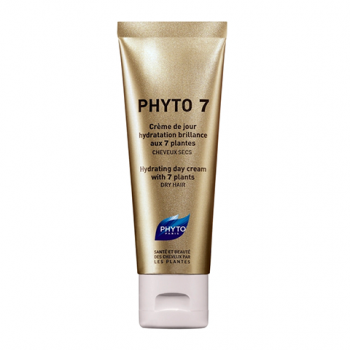 PHYTO 7
Crème de jour
hydratation brillance
aux 7 plantes
CHEVEUX SECS
Hydrating day cream
with 7 plants
DRY HAIR
PHYTO
PARIS
SANTÉ ET BEAUTÉ
DES CHEVEUX PAR
LES PLANTES